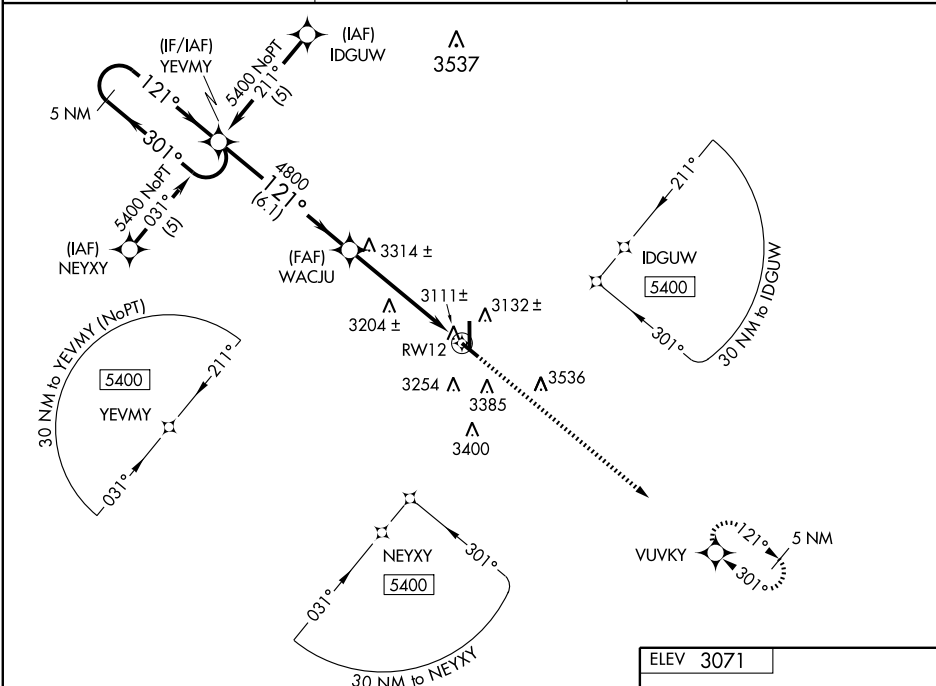 (IAF)
IDGUW
3537
(IF/IAF)
YEVMY
5400 NoPT
211°
(5)
5 NM
121°
301°
5400 NoPT
031°
(5)
(IAF)
NEYXY
4800
121°
(6.1)
(FAF)
WACJU
3314 ±
3204 ±
3111±
3132 ±
RW12
3254
3385
3536
3400
211°
IDGUW
5400
301°
30 NM to IDGUW
30 NM to YEVMY (NoPT)
5400
YEVMY
211°
031°
NEYXY
5400
031°
301°
30 NM to NEYXY
VUVKY
121°
301°
5 NM
ELEV 3071